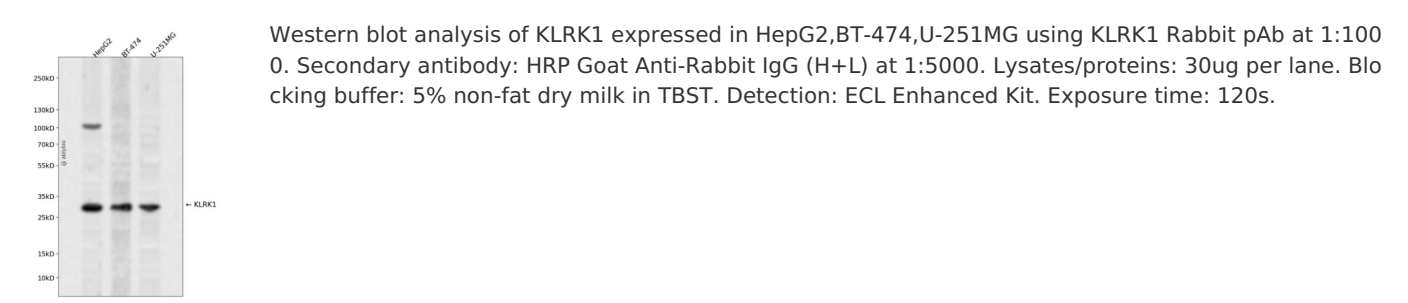 HepG2
BT-474
U-251MG
250kD
130kD
100kD
70kD
55kD
35kD
25kD
15kD
10kD
← KLRK1
Western blot analysis of KLRK1 expressed in HepG2,BT-474,U-251MG using KLRK1 Rabbit pAb at 1:100
0. Secondary antibody: HRP Goat Anti-Rabbit IgG (H+L) at 1:5000. Lysates/proteins: 30ug per lane. Blo
cking buffer: 5% non-fat dry milk in TBST. Detection: ECL Enhanced Kit. Exposure time: 120s.